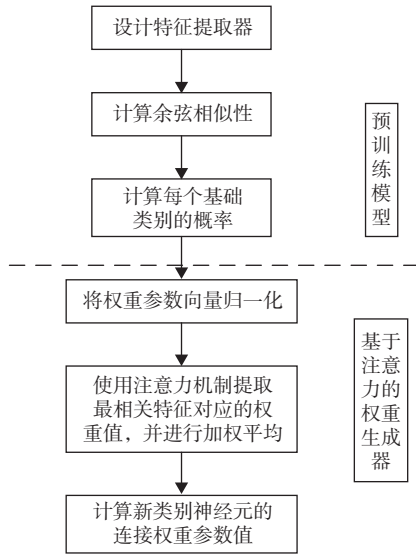 设计特征提取器
计算余弦相似性
计算每个基础
类别的概率
预
训
练
模
型
将权重参数向量归一化
使用注意力机制提取
最相关特征对应的权
重值，并进行加权平均
计算新类别神经元的
连接权重参数值
基于
注意
力的
权重
生成
器